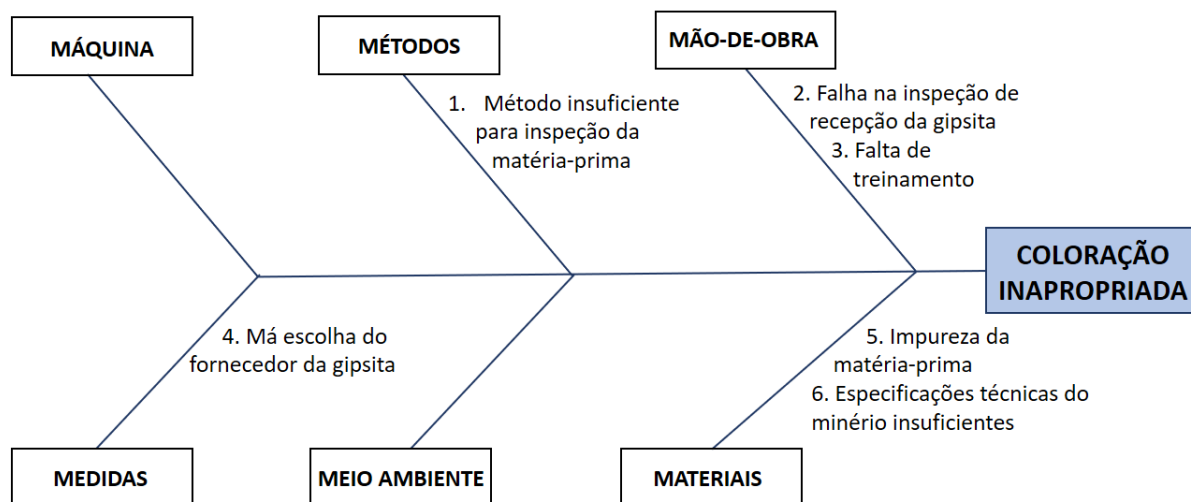 MÁQUINA
MÉTODOS
MÃO-DE-OBRA
1. Método insuficiente
para inspeção da
matéria-prima
2. Falha na inspeção de
recepção da gipsita
3. Falta de
treinamento
COLORAÇÃO
INAPROPRIADA
4. Má escolha do
fornecedor da gipsita
5. Impureza da
matéria-prima
6. Especificações técnicas do
minério insuficientes
MEDIDAS
MEIO AMBIENTE
MATERIAIS